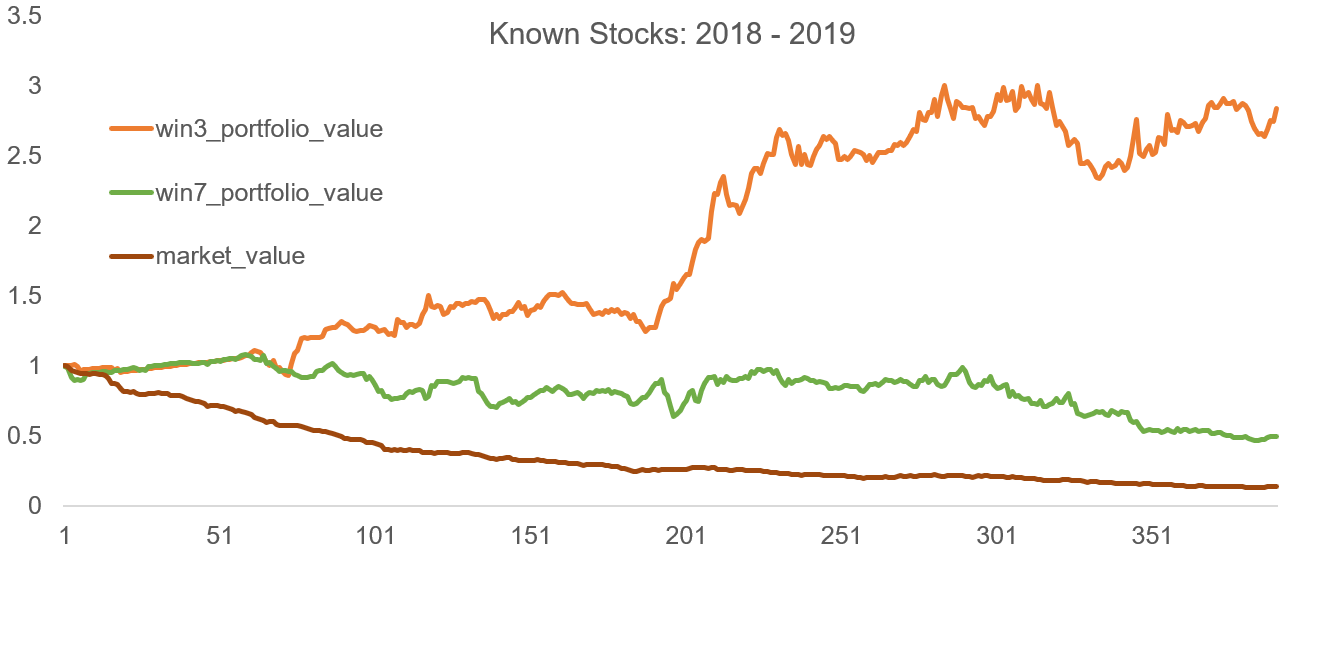 Known Stocks: 2018 - 2019
3.5
3
2.5
2
1.5
1
0.5
0
win3_portfolio_value
win7_portfolio_value
market_value
1 51 101 151 201 251 301 351